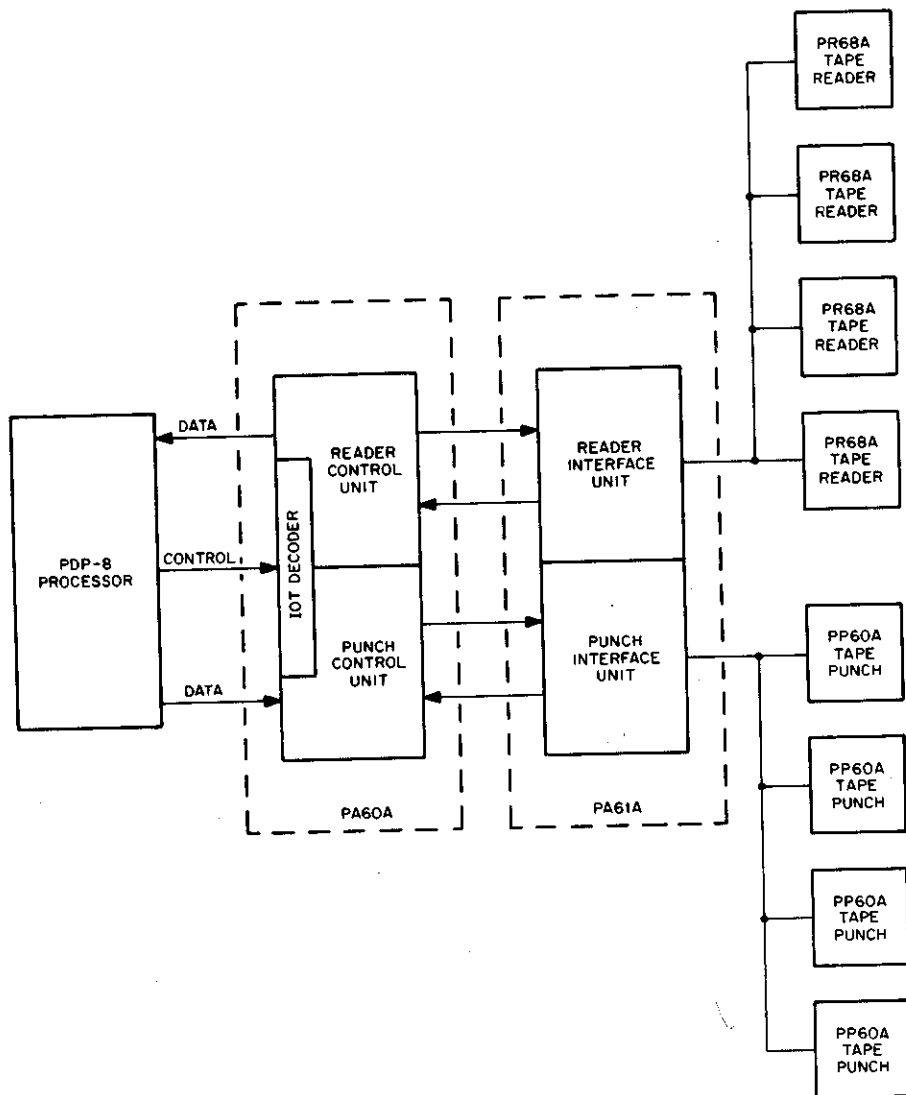 PR68A
TAPE
READER
PR68A
TAPE
READER
PR68A
TAPE
READER
PR68A
TAPE
READER
DATA
READER
CONTROL
UNIT
READER
INTERFACE
UNIT
PDP-8
PROCESSOR
CONTROL
IOT DECODER
DATA
PUNCH
CONTROL
UNIT
PUNCH
INTERFACE
UNIT
PA60A
PA61A
PP60A
TAPE
PUNCH
PP60A
TAPE
PUNCH
PP60A
TAPE
PUNCH
PP60A
TAPE
PUNCH